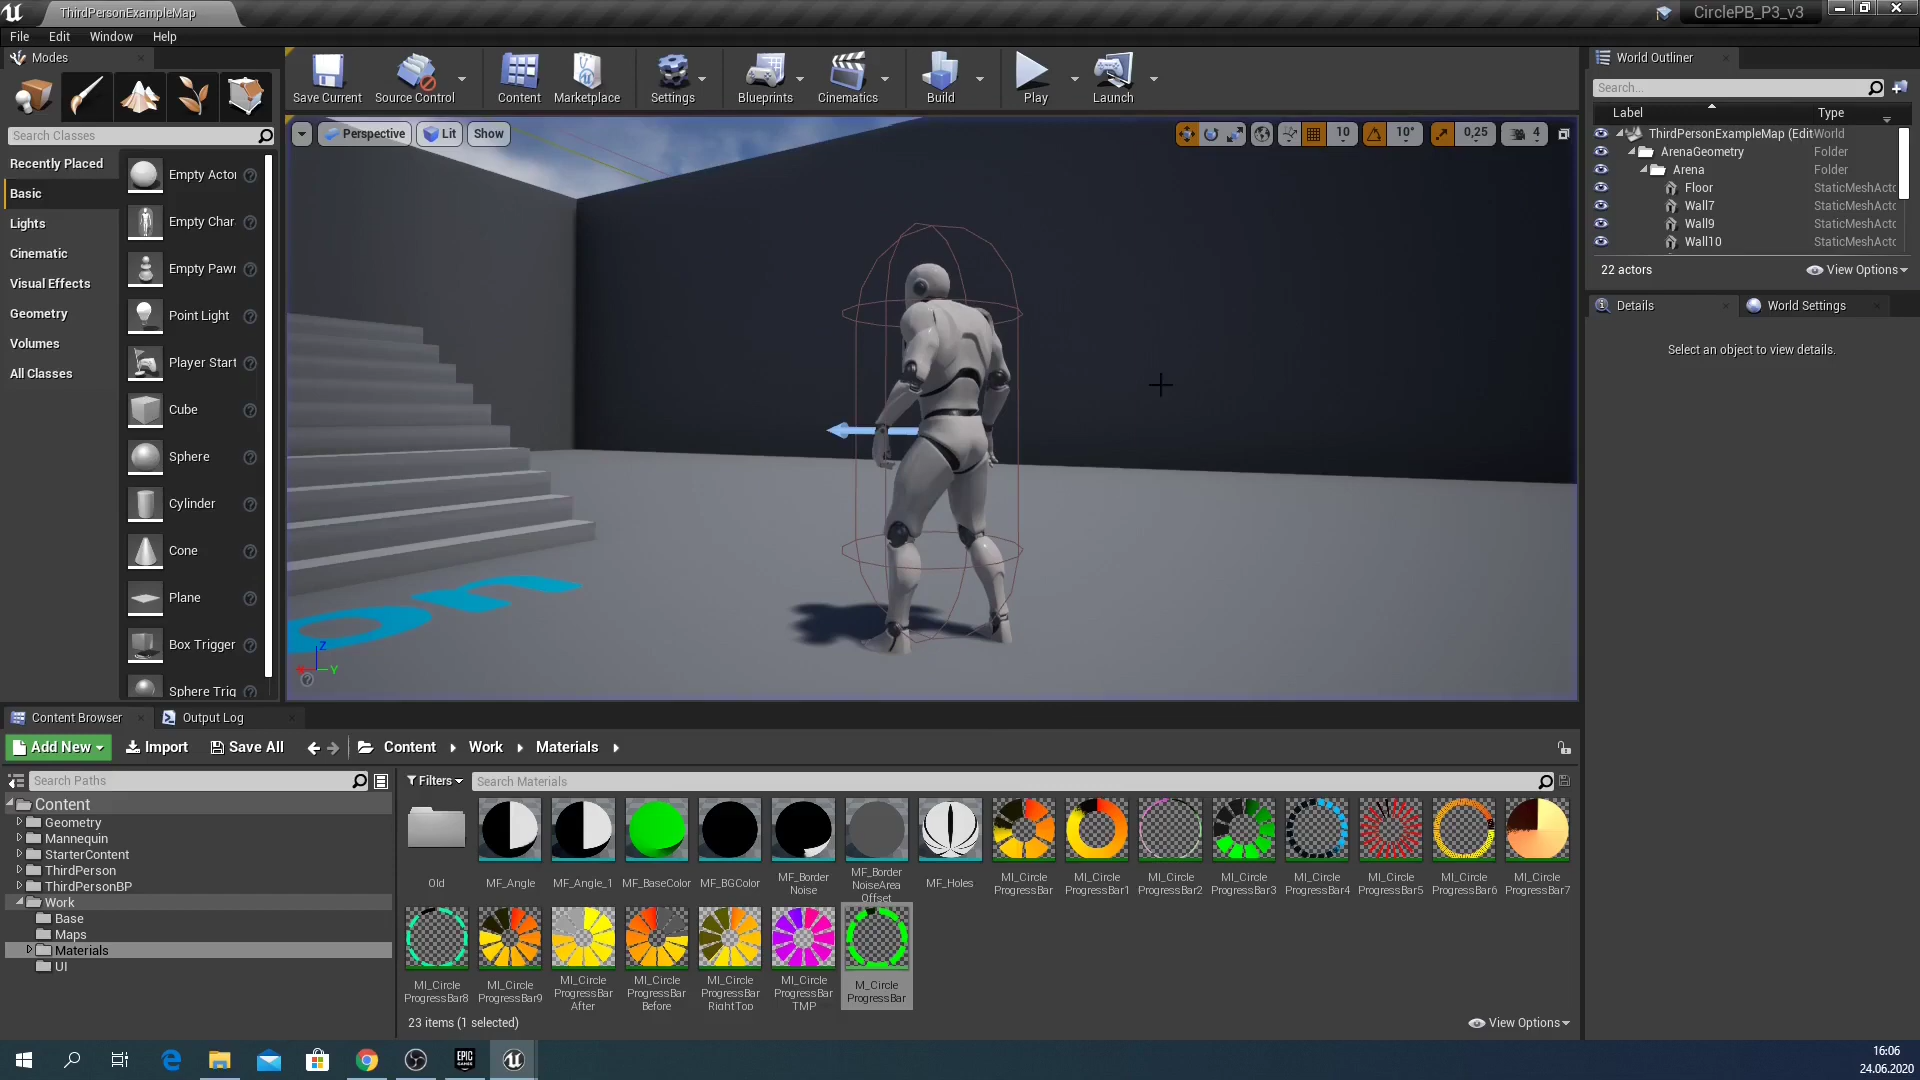 ThirdPersonExampleMap
CirclePB_P3_v3
File Edit Window Help
Modes
Search Classes
Recently Placed
Basic
Lights
Cinematic
Visual Effects
Geometry
Volumes
All Classes
Empty Actor
Empty Char
Empty Pawn
Point Light
Player Start
Cube
Sphere
Cylinder
Cone
Plane
Box Trigger
Sphere Trig
Save Current
Source Control
Content
Marketplace
Settings
Blueprints
Cinematics
Build
Play
Launch
Perspective
Lit
Show
10
10°
0,25
4
on
Z
Y
World Outliner
Search...
Label Type
ThirdPersonExampleMap (Edit World
ArenaGeometry Folder
Arena Folder
Floor StaticMeshActo
Wall7 StaticMeshActo
Wall9 StaticMeshActo
Wall10 StaticMeshActo
22 actors
View Options
Details
World Settings
Select an object to view details.
Content Browser
Output Log
Add New
Import
Save All
Content
Work
Materials
Search Paths
Content
Geometry
Mannequin
StarterContent
ThirdPerson
ThirdPersonBP
Work
Base
Maps
Materials
UI
Filters
Search Materials
Old
MF_Angle
MF_Angle_1
MF_BaseColor
MF_BGColor
MF_Border
Noise
MF_Border
NoiseArea
Offset
MF_Holes
MI_Circle
ProgressBar
MI_Circle
ProgressBar1
MI_Circle
ProgressBar2
MI_Circle
ProgressBar3
MI_Circle
ProgressBar4
MI_Circle
ProgressBar5
MI_Circle
ProgressBar6
MI_Circle
ProgressBar7
MI_Circle
ProgressBar8
MI_Circle
ProgressBar9
MI_Circle
ProgressBar
After
MI_Circle
ProgressBar
Before
MI_Circle
ProgressBar
RightTop
MI_Circle
ProgressBar
TMP
M_Circle
ProgressBar
23 items (1 selected)
View Options
EPIC
GAMES
16:06
24.06.2020